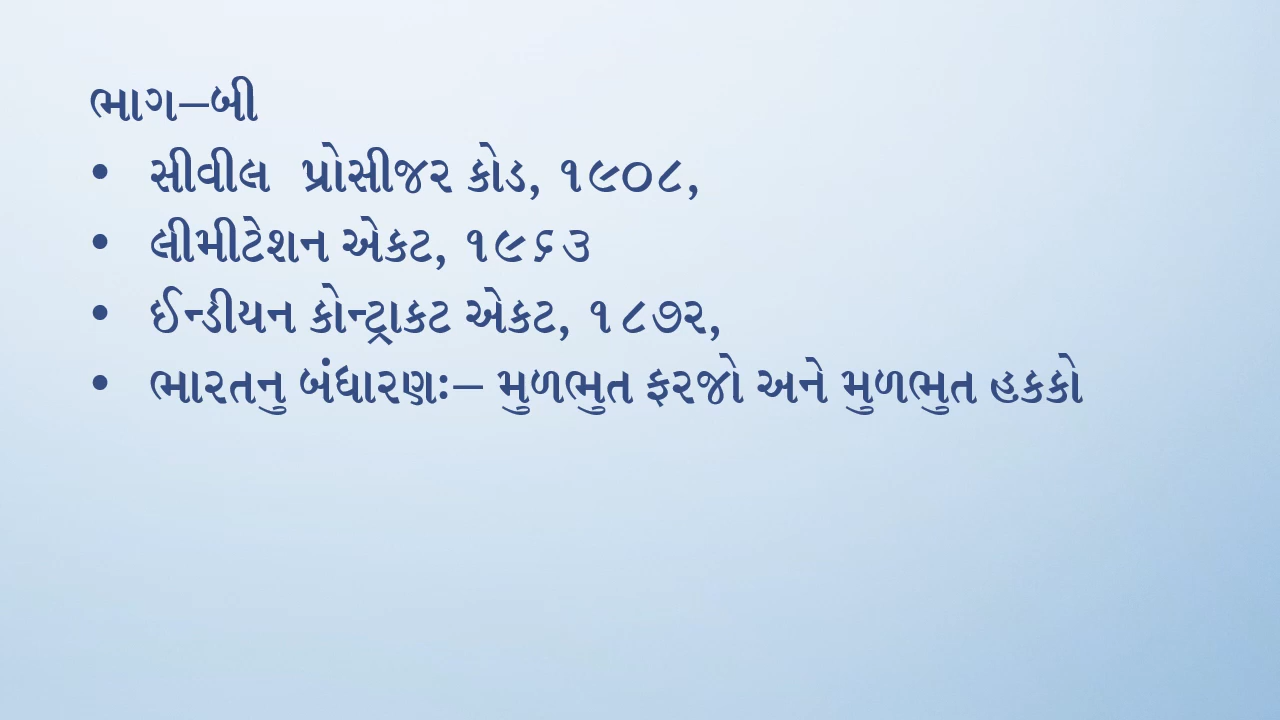 ભાગ–બી
• સીવીલ પ્રોસીજર કોડ, ૧૯૦૮,
• લીમીટેશન એકટ, ૧૯૬૩
• ઈન્ડીયન કોન્ટ્રાકટ એકટ, ૧૮૭૨,
• ભારતનુ બંધારણઃ– મુળભુત ફરજો અને મુળભુત હકકો